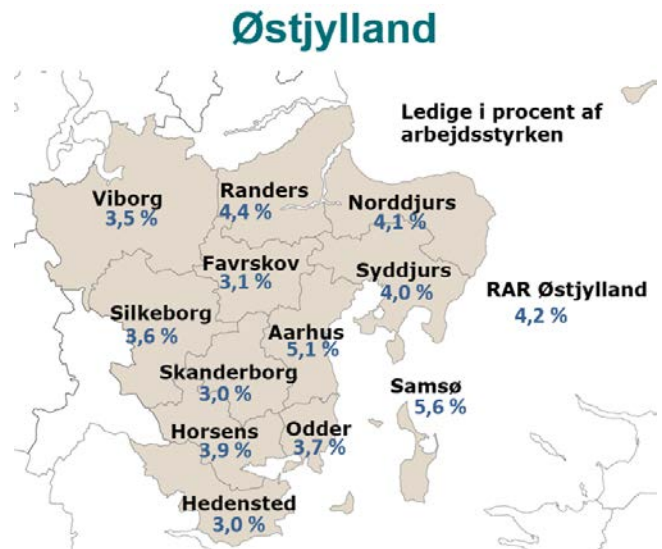 Østjylland
Ledige i procent af
arbejdsstyrken
Viborg
3,5 %
Randers
4,4 %
Norddjurs
4,1 %
Favrskov
3,1 %
Syddjurs
4,0 %
RAR Østjylland
4,2 %
Silkeborg
3,6 %
Aarhus
5,1 %
Skanderborg
3,0 %
Samsø
5,6 %
Horsens
3,9 %
Odder
3,7 %
Hedensted
3,0 %